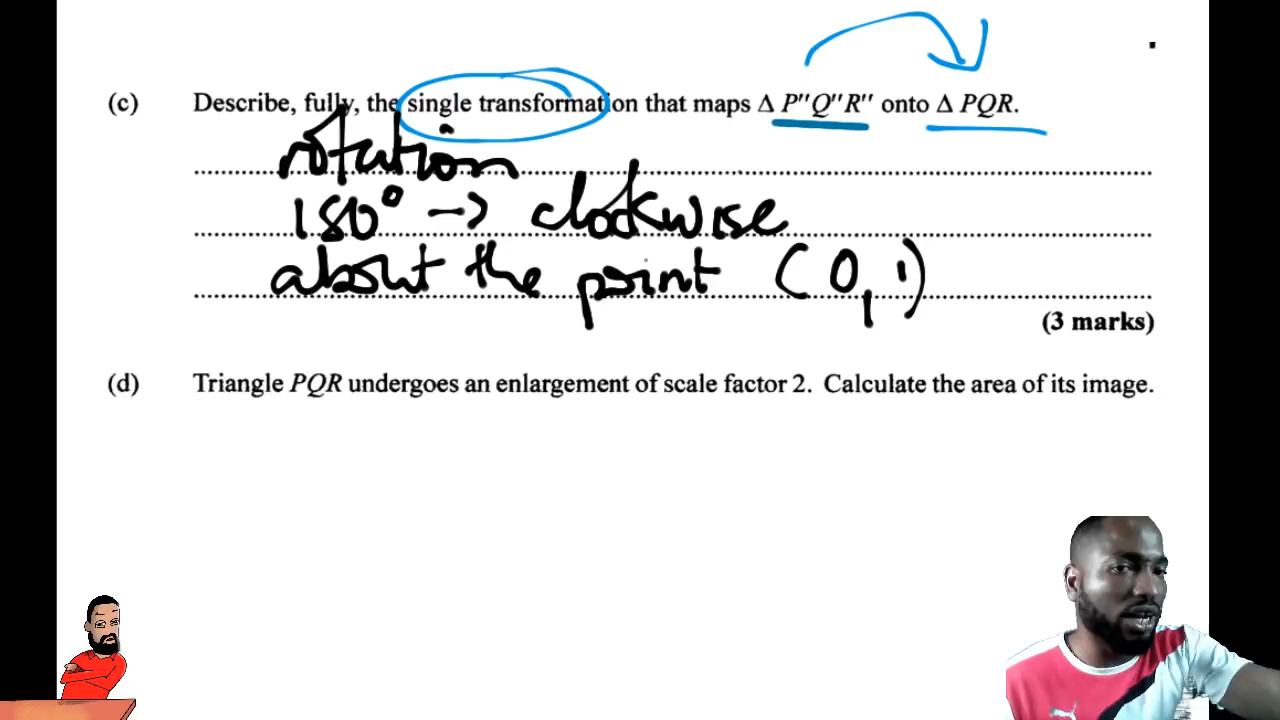 (c) Describe, fully, the single transformation that maps Δ P″Q″R″ onto Δ PQR.
rotation
180° → clockwise
about the point (0,1)
(3 marks)
(d) Triangle PQR undergoes an enlargement of scale factor 2. Calculate the area of its image.